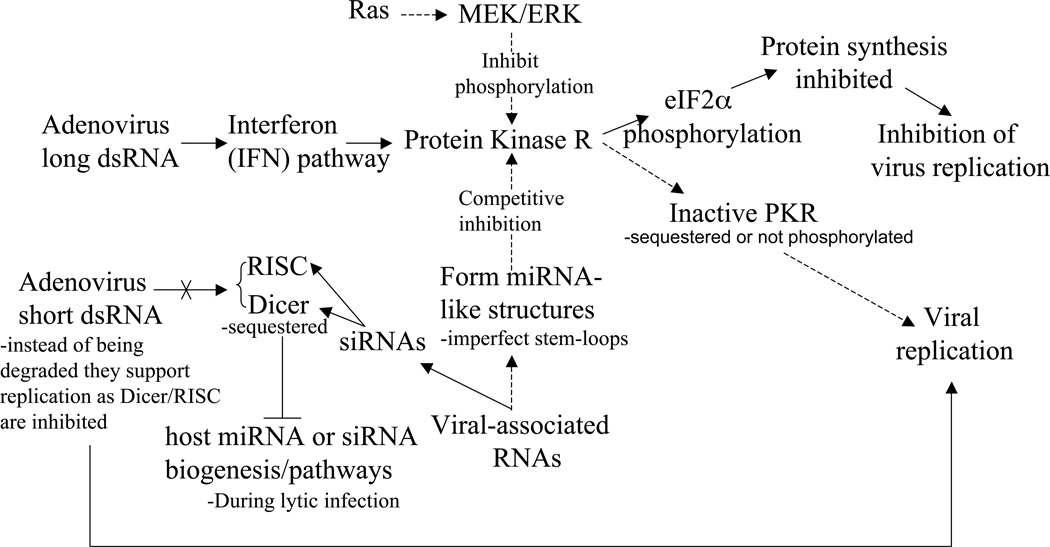 Ras
MEK/ERK
Inhibit
phosphorylation
Protein synthesis
inhibited
eIF2α
phosphorylation
Adenovirus
long dsRNA
Interferon
(IFN) pathway
Protein Kinase R
Inhibition of
virus replication
Competitive
inhibition
Inactive PKR
-sequestered or not phosphorylated
Adenovirus
short dsRNA
-instead of being
degraded they support
replication as Dicer/RISC
are inhibited
RISC
Dicer
-sequestered
siRNAs
Form miRNA-
like structures
-imperfect stem-loops
Viral
replication
Viral-associated
RNAs
host miRNA or siRNA
biogenesis/pathways
-During lytic infection